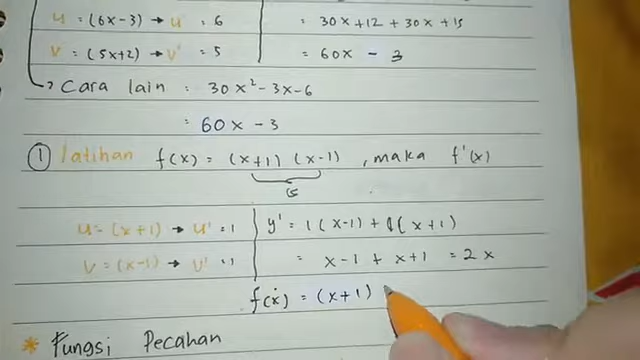 u = (6x-3) → u' = 6
= 30x + 12 + 30x + 15
v = (5x+2) → v' = 5
= 60x - 3
→ Cara lain : 30x² - 3x - 6
: 60x - 3
① latihan f(x) = (x+1) (x-1) , maka f'(x)
u = (x+1) → u' = 1
y' = 1(x-1) + 1(x+1)
v = (x-1) → v' : 1
= x-1 + x+1 = 2x
f(x) = (x+1)
* Fungsi Pecahan